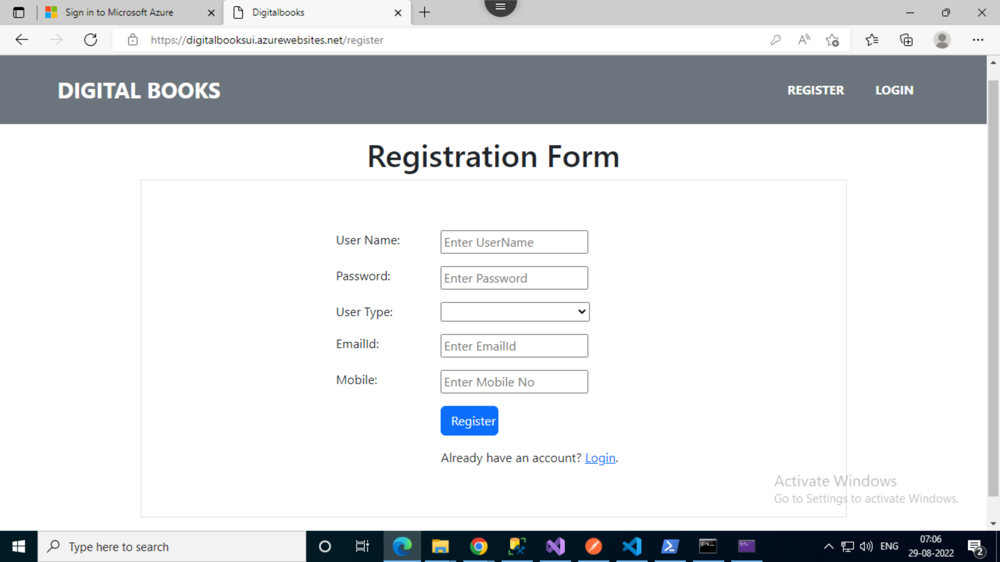 Sign in to Microsoft Azure
Digitalbooks
https://digitalbooksui.azurewebsites.net/register
DIGITAL BOOKS
REGISTER
LOGIN
Registration Form
User Name:
Enter UserName
Password:
Enter Password
User Type:
EmailId:
Enter EmailId
Mobile:
Enter Mobile No
Register
Already have an account? Login.
Activate Windows
Go to Settings to activate Windows.
Type here to search
ENG
07:06
29-08-2022
2